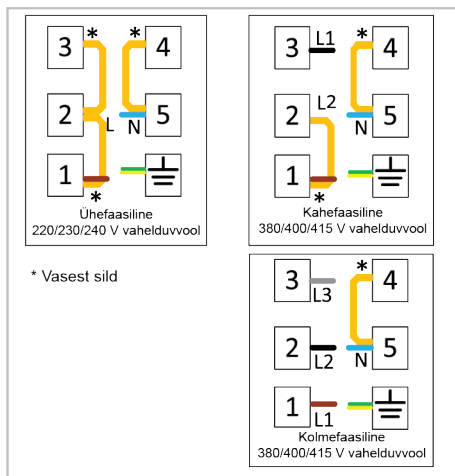 3 * * 4
2 L N 5
1
*
Ühefaasiline
220/230/240 V vahelduvvool
3 L1 * 4
2 L2 N 5
1
*
Kahefaasiline
380/400/415 V vahelduvvool
* Vasest sild
3 L3 * 4
2 L2 N 5
1 L1
Kolmefaasiline
380/400/415 V vahelduvvool